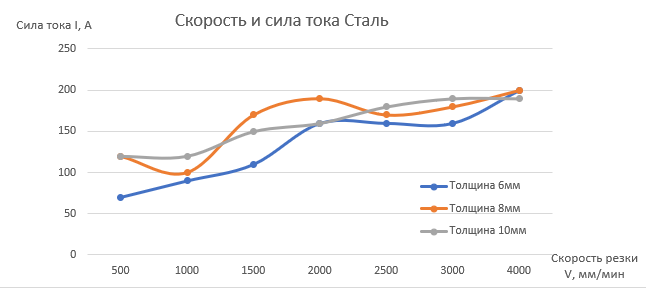 Скорость и сила тока Сталь
Сила тока I, А
250
200
150
100
50
0
Толщина 6мм
Толщина 8мм
Толщина 10мм
500 1000 1500 2000 2500 3000 4000
Скорость резки
V, мм/мин